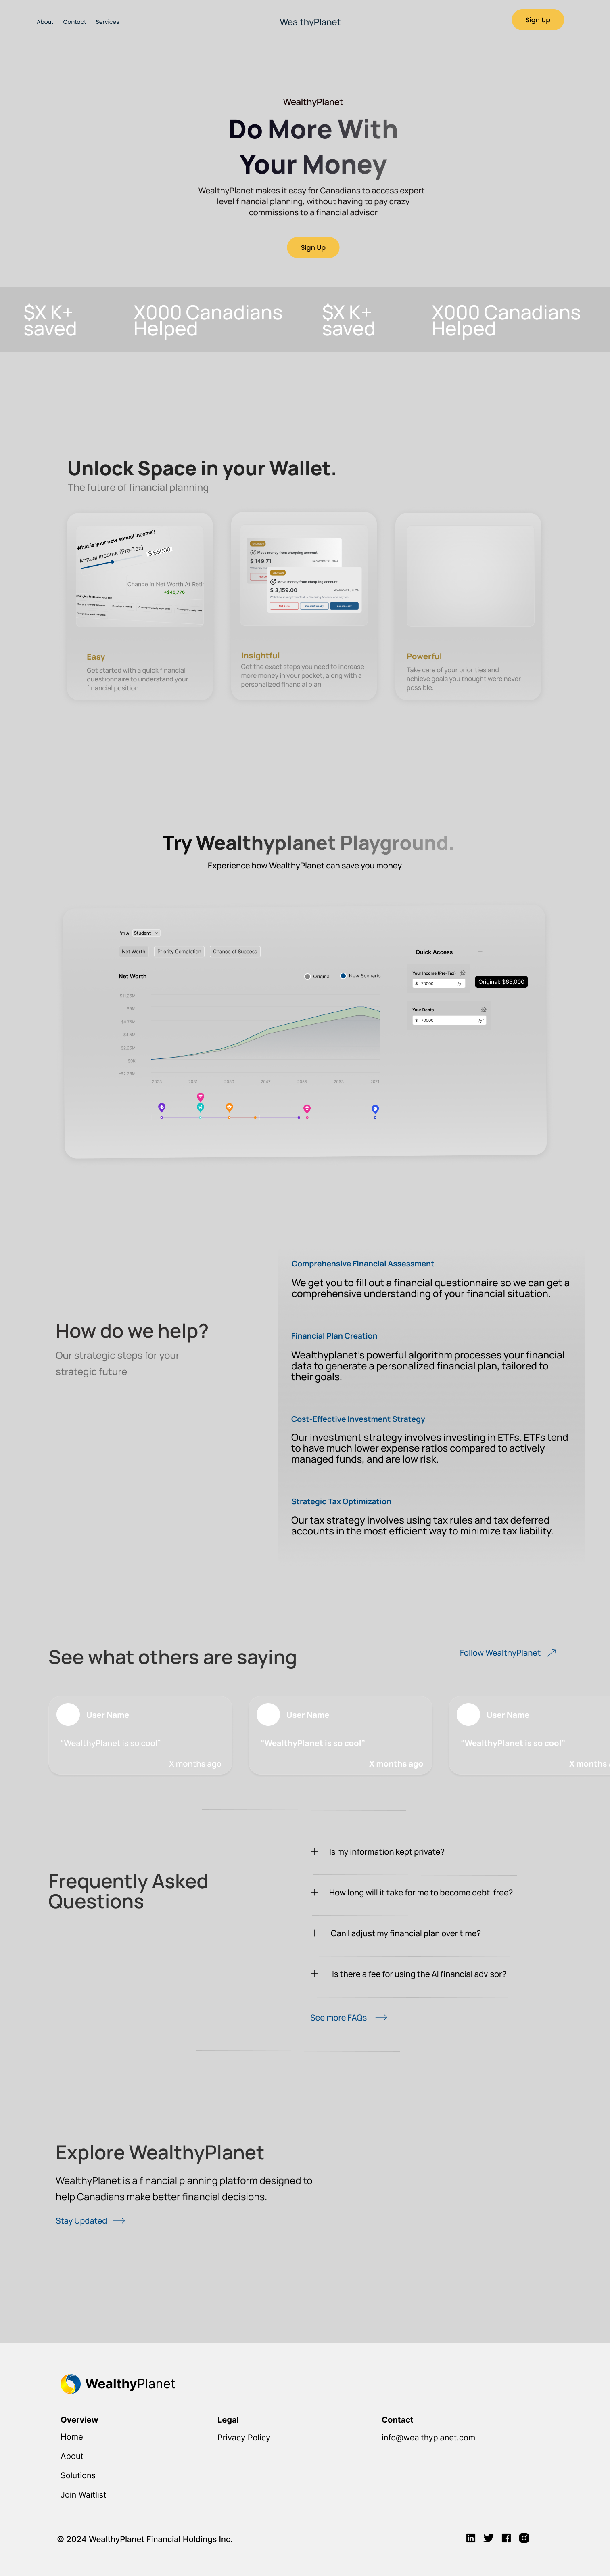 About Contact Services
WealthyPlanet
Sign Up
WealthyPlanet
Do More With
Your Money
WealthyPlanet makes it easy for Canadians to access expert-
level financial planning, without having to pay crazy
commissions to a financial advisor
Sign Up
$X K+
saved
X000 Canadians
Helped
$X K+
saved
X000 Canadians
Helped
Unlock Space in your Wallet.
The future of financial planning
What is your new annual income?
Annual Income (Pre-Tax)
$ 65000
Change in Net Worth At Reti
+$45,776
Easy
Get started with a quick financial
questionnaire to understand your
financial position.
Move money from chequing account
$ 149.71
September 18, 2024
Move money from chequing account
$ 3,159.00
September 18, 2024
Insightful
Get the exact steps you need to increase
more money in your pocket, along with a
personalized financial plan
Powerful
Take care of your priorities and
achieve goals you thought were never
possible.
Try Wealthyplanet Playground.
Experience how WealthyPlanet can save you money
I'm a Student
Net Worth Priority Completion Chance of Success
Net Worth
Original New Scenario
Quick Access +
Your Income (Pre-Tax)
$ 70000 /yr
Original: $65,000
Your Debts
$ 70000 /yr
How do we help?
Our strategic steps for your
strategic future
Comprehensive Financial Assessment
We get you to fill out a financial questionnaire so we can get a
comprehensive understanding of your financial situation.
Financial Plan Creation
Wealthyplanet's powerful algorithm processes your financial
data to generate a personalized financial plan, tailored to
their goals.
Cost-Effective Investment Strategy
Our investment strategy involves investing in ETFs. ETFs tend
to have much lower expense ratios compared to actively
managed funds, and are low risk.
Strategic Tax Optimization
Our tax strategy involves using tax rules and tax deferred
accounts in the most efficient way to minimize tax liability.
See what others are saying
Follow WealthyPlanet
User Name
"WealthyPlanet is so cool"
X months ago
User Name
"WealthyPlanet is so cool"
X months ago
User Name
"WealthyPlanet is so cool"
X months a
Frequently Asked
Questions
Is my information kept private?
How long will it take for me to become debt-free?
Can I adjust my financial plan over time?
Is there a fee for using the AI financial advisor?
See more FAQs
Explore WealthyPlanet
WealthyPlanet is a financial planning platform designed to
help Canadians make better financial decisions.
Stay Updated
WealthyPlanet
Overview
Home
About
Solutions
Join Waitlist
Legal
Privacy Policy
Contact
info@wealthyplanet.com
© 2024 WealthyPlanet Financial Holdings Inc.